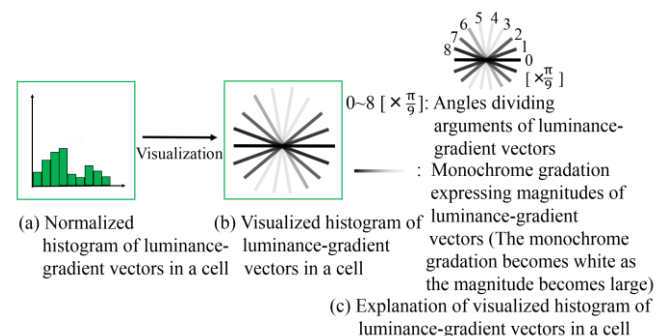 Visualization
(a) Normalized
histogram of luminance-
gradient vectors in a cell
(b) Visualized histogram of
luminance-gradient
vectors in a cell
8
7
6
5
4
3
2
1
0
[×π/9]
0~8 [×π/9]: Angles dividing
arguments of luminance-
gradient vectors
: Monochrome gradation
expressing magnitudes of
luminance-gradient
vectors (The monochrome
gradation becomes white as
the magnitude becomes large)
(c) Explanation of visualized histogram of
luminance-gradient vectors in a cell